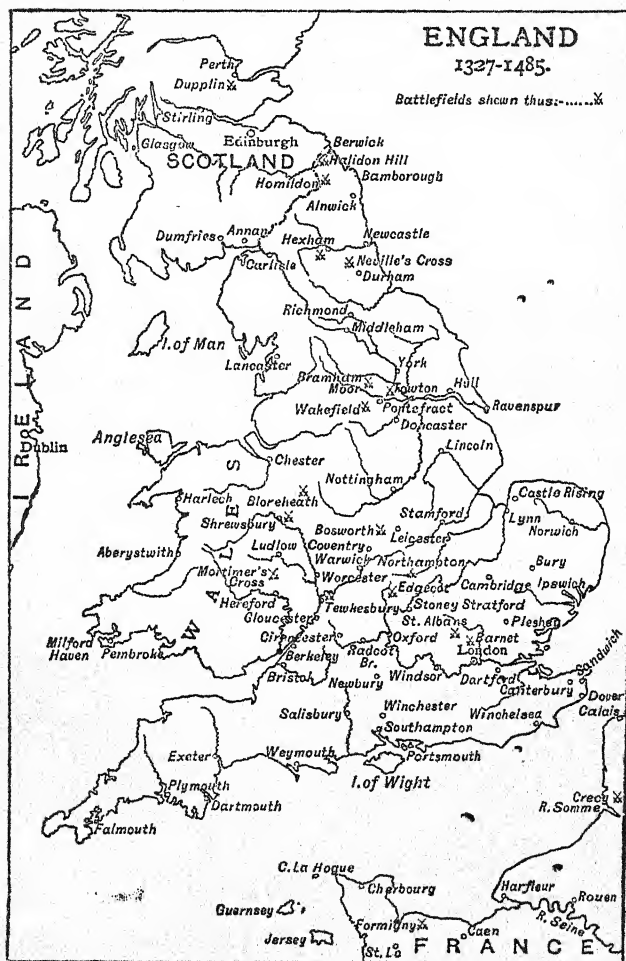 ENGLAND
1327-1485.
Battlefields shewn thus:-......
Perth
Dupplin
Stirling
Edinburgh
Glasgow
SCOTLAND
Berwick
Halidon Hill
Homildon
Bamborough
Alnwick
Dumfries
Annan
Hexham
Newcastle
Carlisle
Neville's Cross
Durham
Richmond
Middleham
I. of Man
Lancaster
York
Bramham
Moor
Towton
Hull
Wakefield
Pontefract
Ravenspur
Doncaster
IRELAND
Dublin
Anglesea
Chester
Lincoln
Nottingham
Harlech
Bloreheath
Castle Rising
Shrewsbury
Stamford
Lynn
Bosworth
Leicester
Norwich
Aberystwith
Ludlow
Coventry
Warwick
Northampton
Bury
Mortimer's
Cross
Worcester
Edgecot
Cambridge
Ipswich
WALES
Hereford
Tewkesbury
Stoney Stratford
Gloucester
St. Albans
Pleshey
Milford
Haven
Pembroke
Cirencester
Oxford
Barnet
Berkeley
Radcot
Br.
London
Bristol
Windsor
Dartford
Sandwich
Newbury
Canterbury
Dover
Winchester
Calais
Salisbury
Winchelsea
Southampton
Exeter
Weymouth
Portsmouth
I. of Wight
Plymouth
Dartmouth
Crecy
R. Somme
Falmouth
C. La Hogue
Cherbourg
Harfleur
Rouen
Guernsey
R. Seine
Formigny
Caen
Jersey
St. Lo
FRANCE